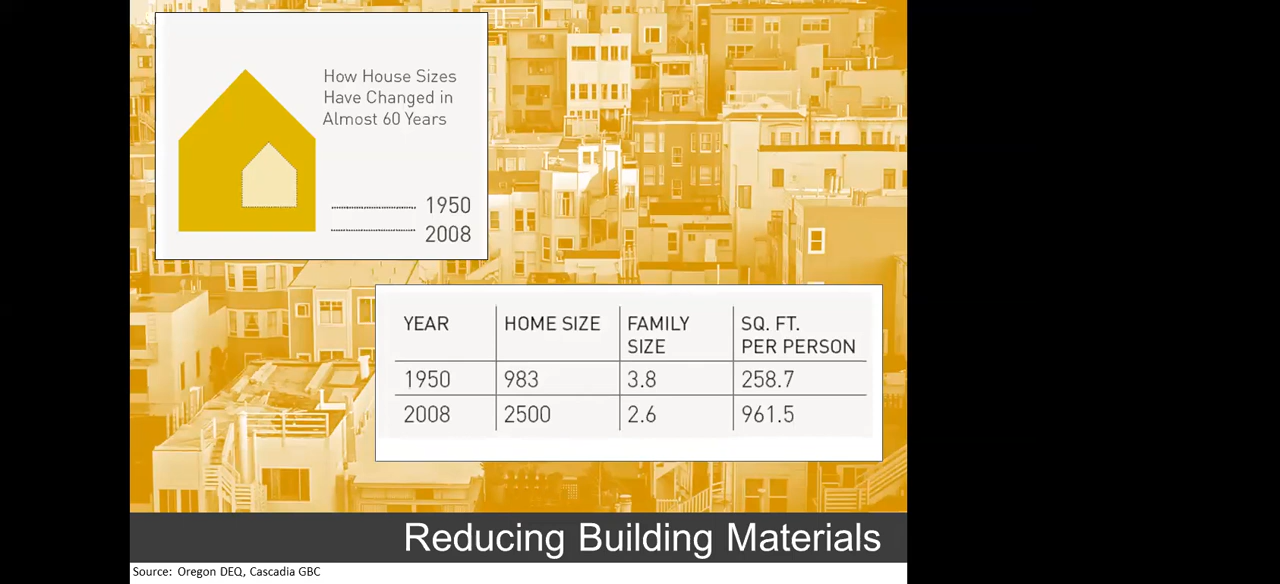 How House Sizes
Have Changed in
Almost 60 Years
1950
2008
YEAR HOME SIZE FAMILY SIZE SQ. FT. PER PERSON
1950 983 3.8 258.7
2008 2500 2.6 961.5
Reducing Building Materials
Source: Oregon DEQ, Cascadia GBC